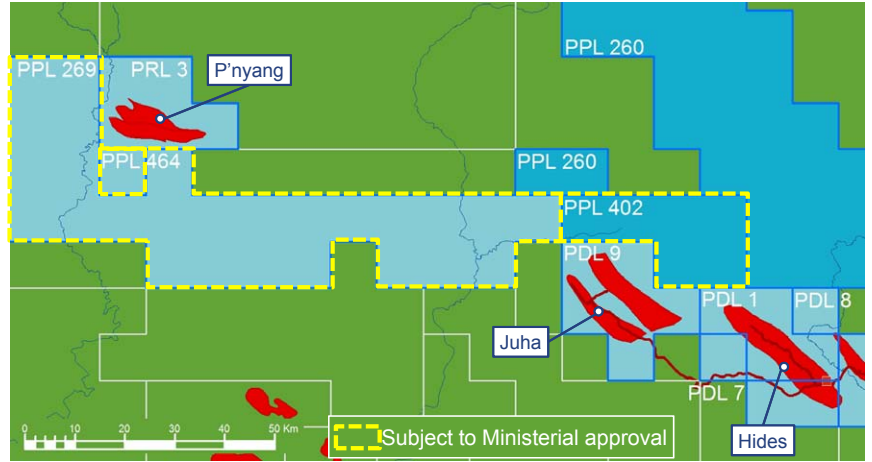 PPL 260
PPL 269
PRL 3
P'nyang
PPL 464
PPL 260
PPL 402
PDL 9
PDL 1
PDL 8
Juha
PDL 7
0 10 20 30 40 50 Km
Subject to Ministerial approval
Hides